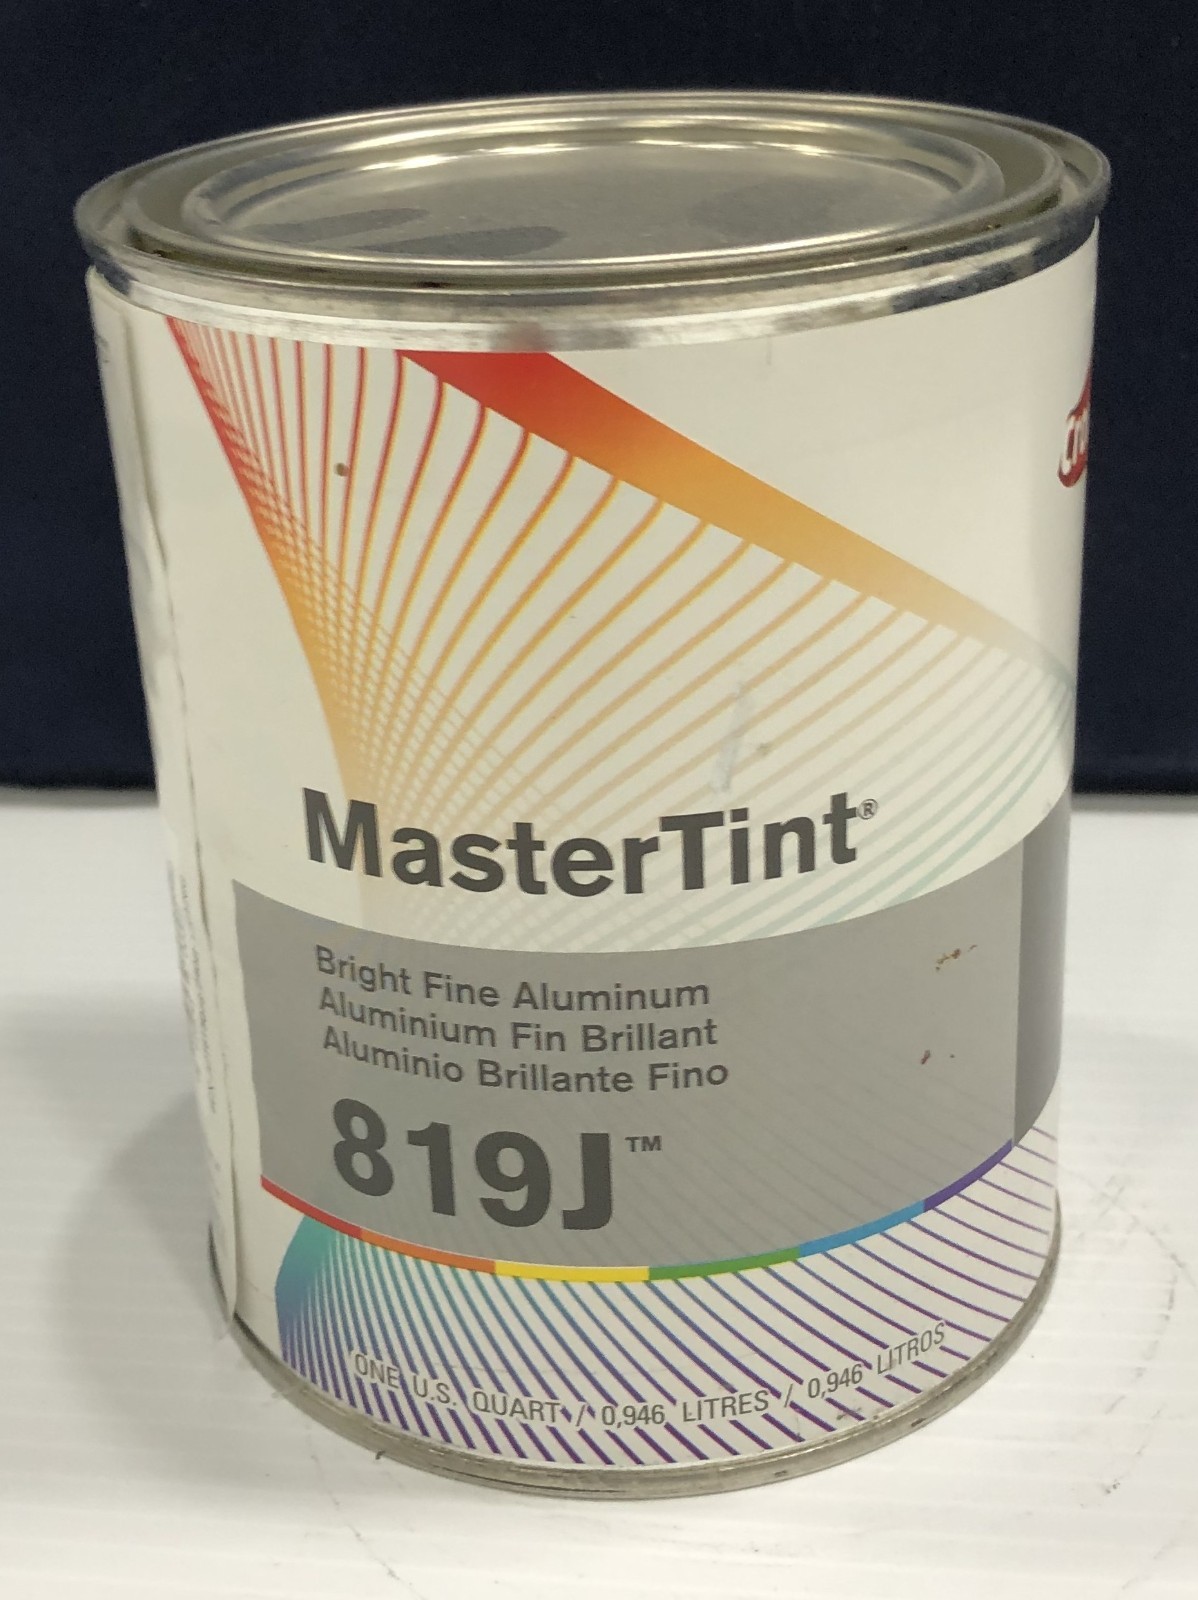 MasterTint®
Bright Fine Aluminum
Aluminium Fin Brillant
Aluminio Brillante Fino
819J™
ONE U.S. QUART / 0,946 LITRES / 0,946 LITROS